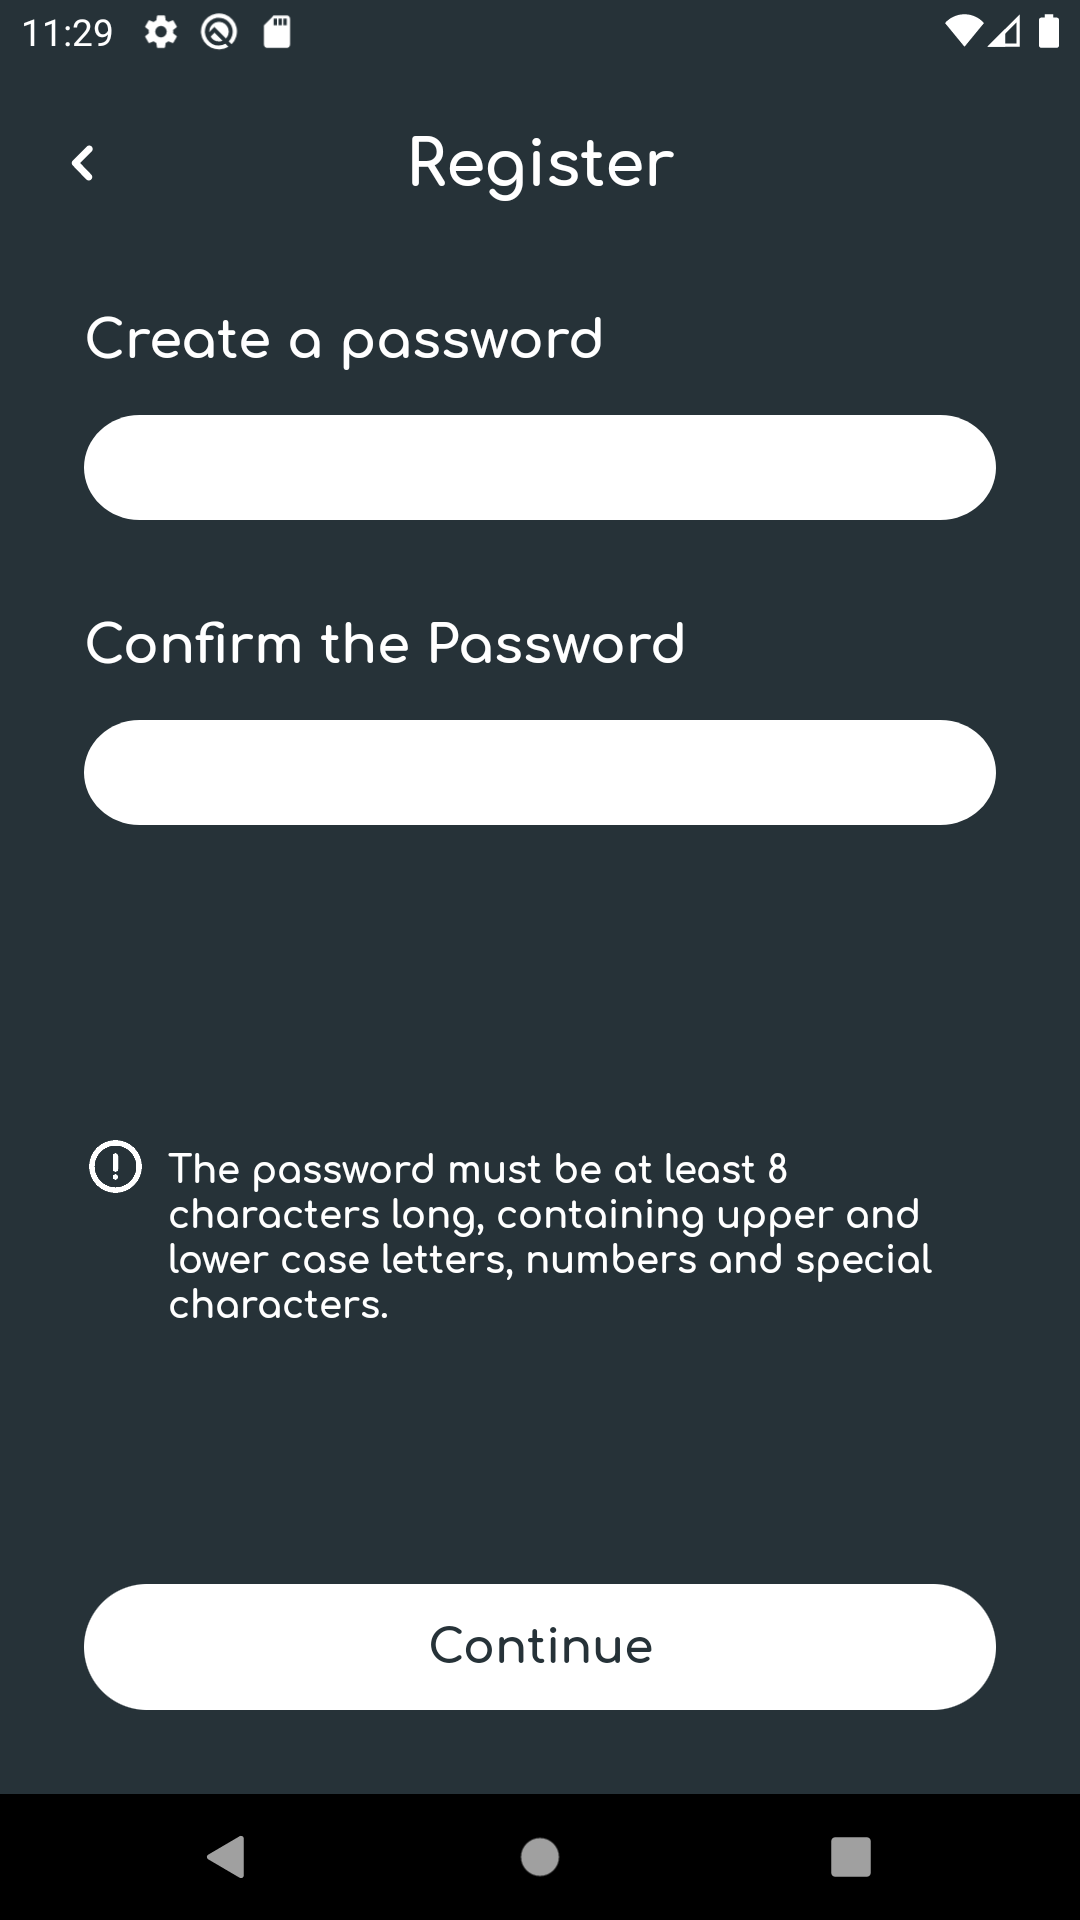 11:29
Register
Create a password
Confirm the Password
The password must be at least 8
characters long, containing upper and
lower case letters, numbers and special
characters.
Continue